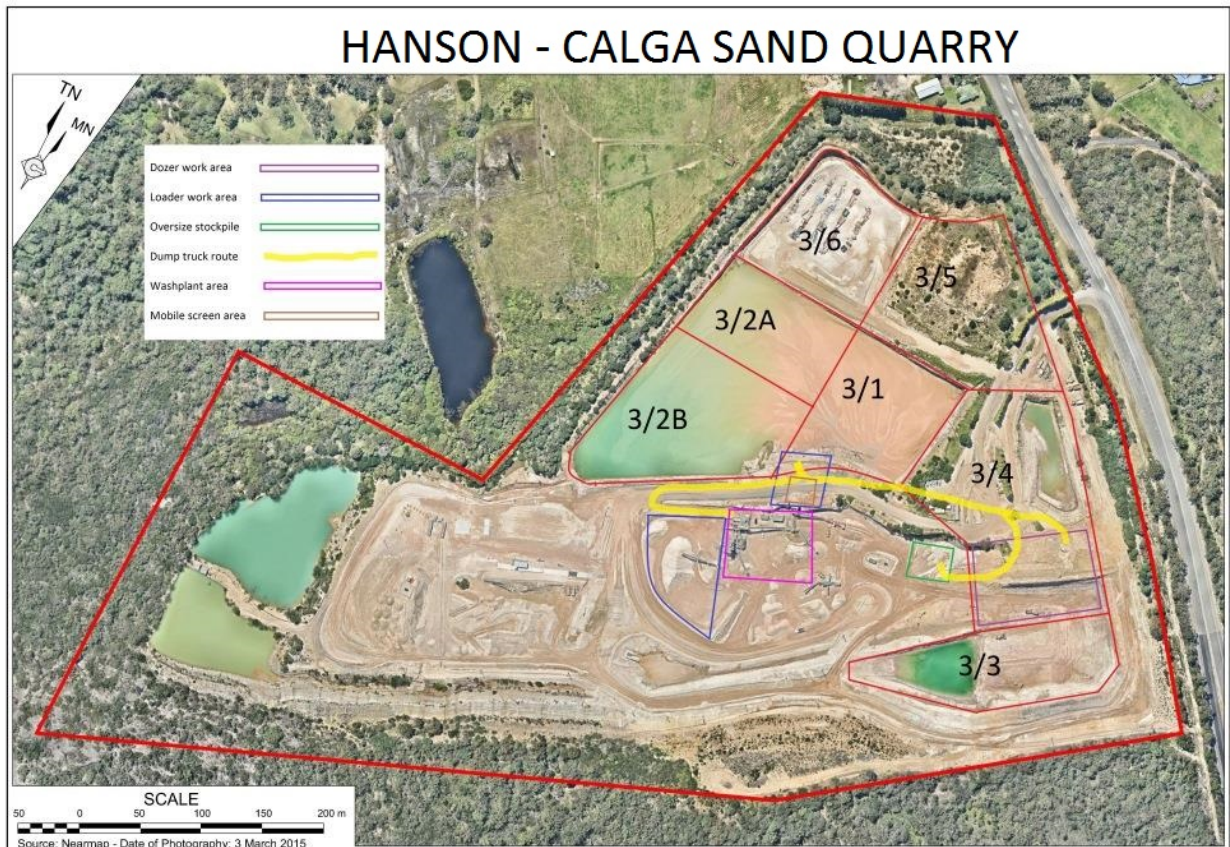 HANSON - CALGA SAND QUARRY
TN
MN
Dozer work area
Loader work area
Oversize stockpile
Dump truck route
Washplant area
Mobile screen area
3/6
3/5
3/2A
3/1
3/2B
3/4
3/3
SCALE
50 0 50 100 150 200 m
Source: Nearmap - Date of Photography: 3 March 2015